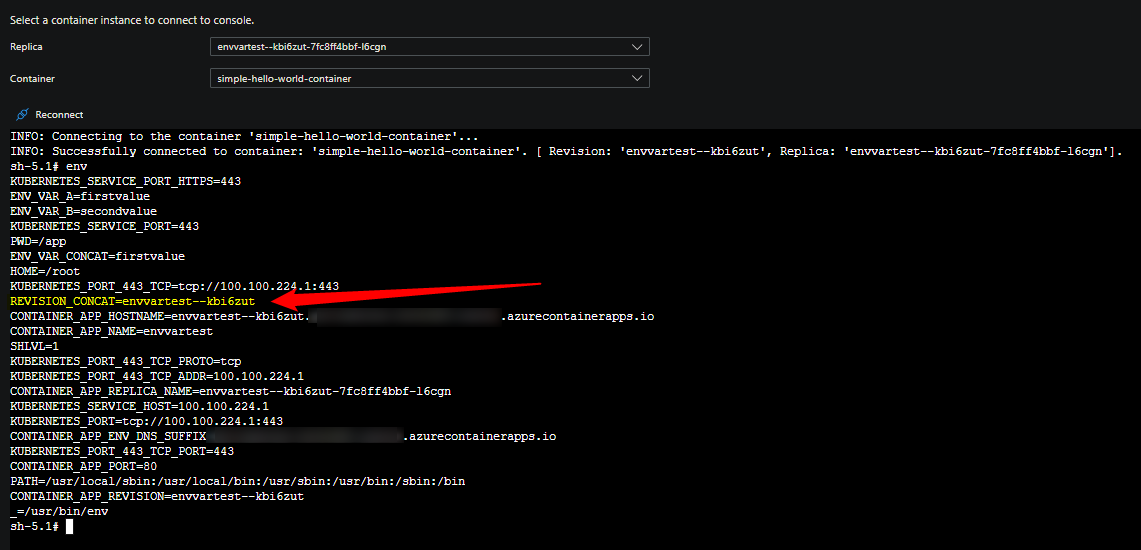 Select a container instance to connect to console.
Replica
envvartest--kbi6zut-7fc8ff4bbf-l6cgn
Container
simple-hello-world-container
Reconnect
INFO: Connecting to the container 'simple-hello-world-container'...
INFO: Successfully connected to container: 'simple-hello-world-container'. [ Revision: 'envvartest--kbi6zut', Replica: 'envvartest--kbi6zut-7fc8ff4bbf-l6cgn'].
sh-5.1# env
KUBERNETES_SERVICE_PORT_HTTPS=443
ENV_VAR_A=firstvalue
ENV_VAR_B=secondvalue
KUBERNETES_SERVICE_PORT=443
PWD=/app
ENV_VAR_CONCAT=firstvalue
HOME=/root
KUBERNETES_PORT_443_TCP=tcp://100.100.224.1:443
REVISION_CONCAT=envvartest--kbi6zut
CONTAINER_APP_HOSTNAME=envvartest--kbi6zut. .azurecontainerapps.io
CONTAINER_APP_NAME=envvartest
SHLVL=1
KUBERNETES_PORT_443_TCP_PROTO=tcp
KUBERNETES_PORT_443_TCP_ADDR=100.100.224.1
CONTAINER_APP_REPLICA_NAME=envvartest--kbi6zut-7fc8ff4bbf-l6cgn
KUBERNETES_SERVICE_HOST=100.100.224.1
KUBERNETES_PORT=tcp://100.100.224.1:443
CONTAINER_APP_ENV_DNS_SUFFIX .azurecontainerapps.io
KUBERNETES_PORT_443_TCP_PORT=443
CONTAINER_APP_PORT=80
PATH=/usr/local/sbin:/usr/local/bin:/usr/sbin:/usr/bin:/sbin:/bin
CONTAINER_APP_REVISION=envvartest--kbi6zut
_=/usr/bin/env
sh-5.1#